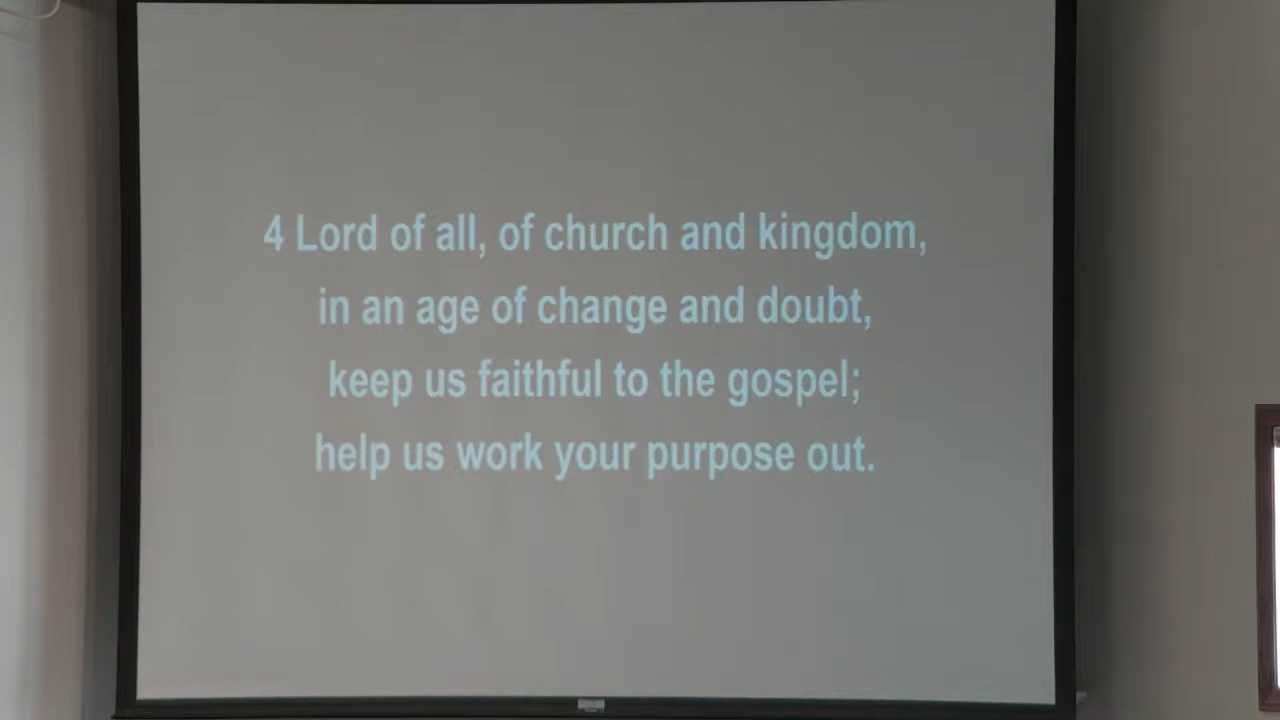 4 Lord of all, of church and kingdom,
in an age of change and doubt,
keep us faithful to the gospel;
help us work your purpose out.